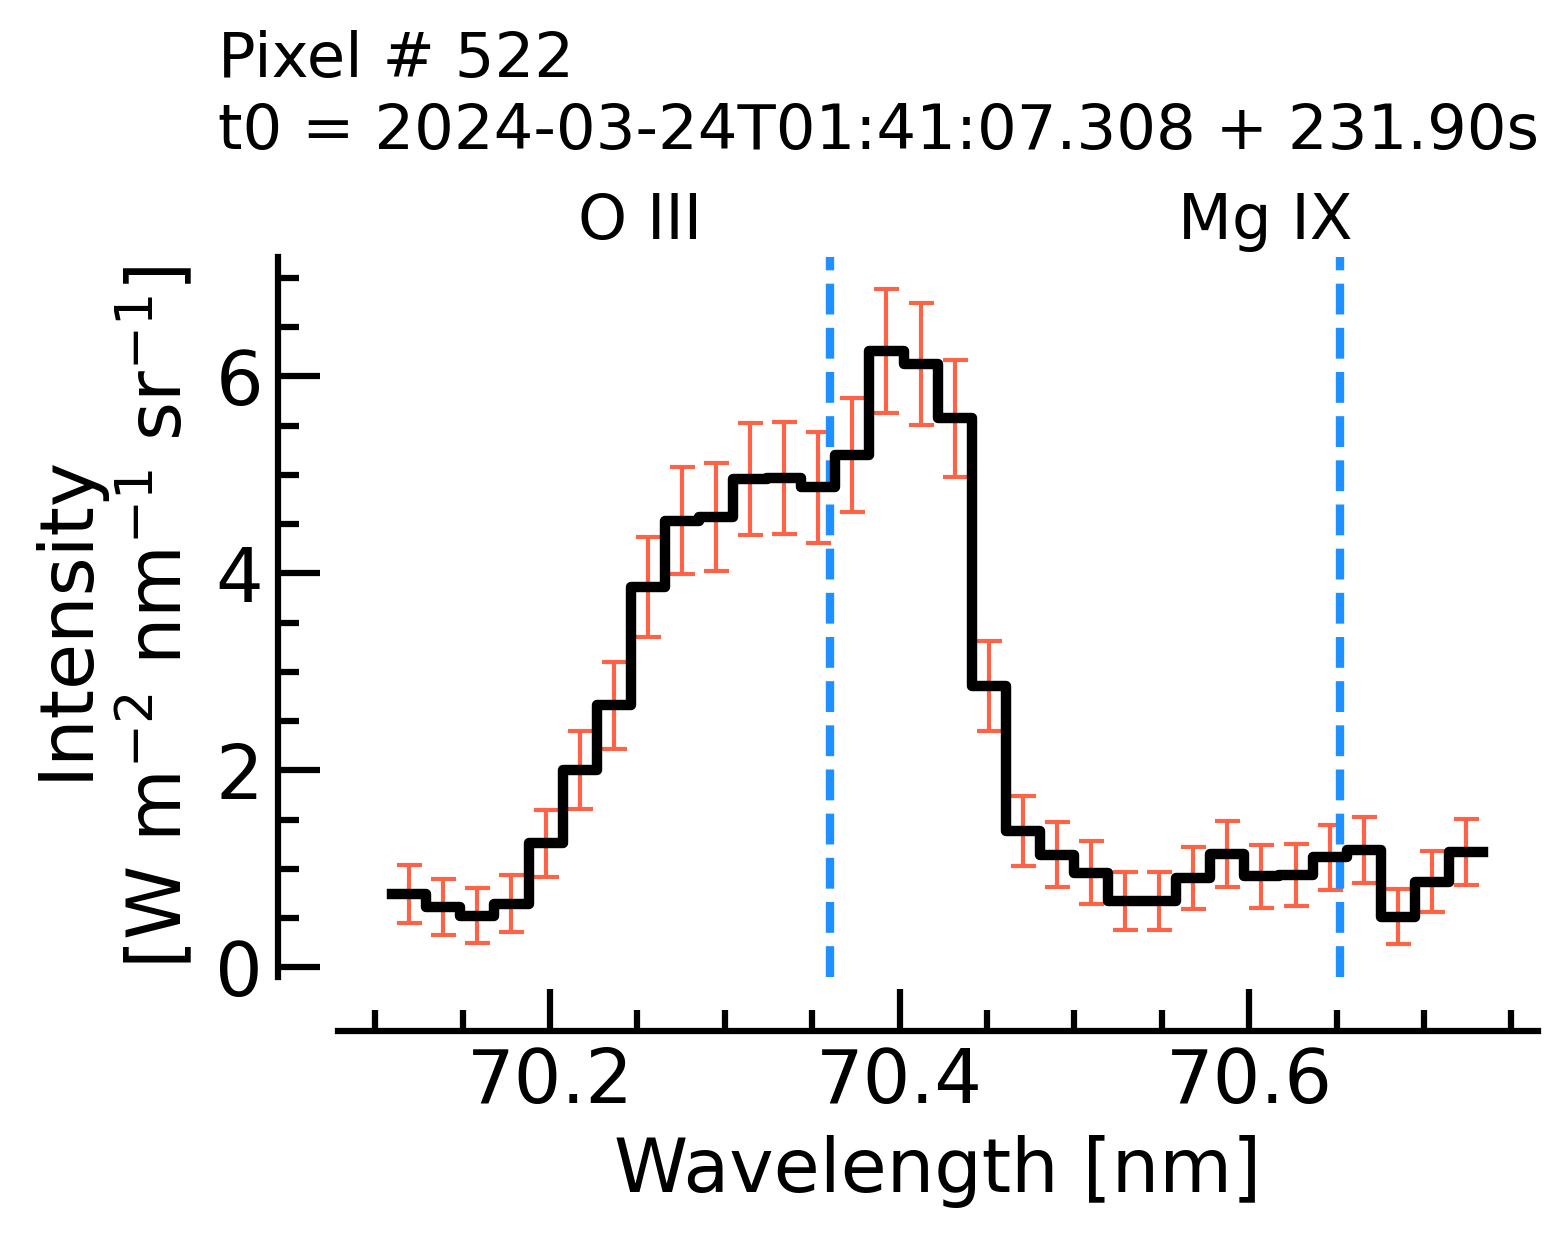 Pixel # 522
t0 = 2024-03-24T01:41:07.308 + 231.90s
O III
Mg IX
Intensity
[W m⁻² nm⁻¹ sr⁻¹]
6
4
2
0
70.2
70.4
70.6
Wavelength [nm]